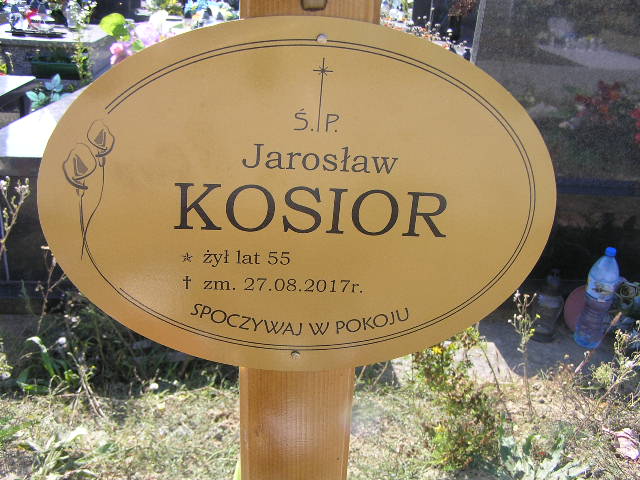 Ś. P.
Jarosław
KOSIOR
✯ żył lat 55
† zm. 27.08.2017r.
SPOCZYWAJ W POKOJU